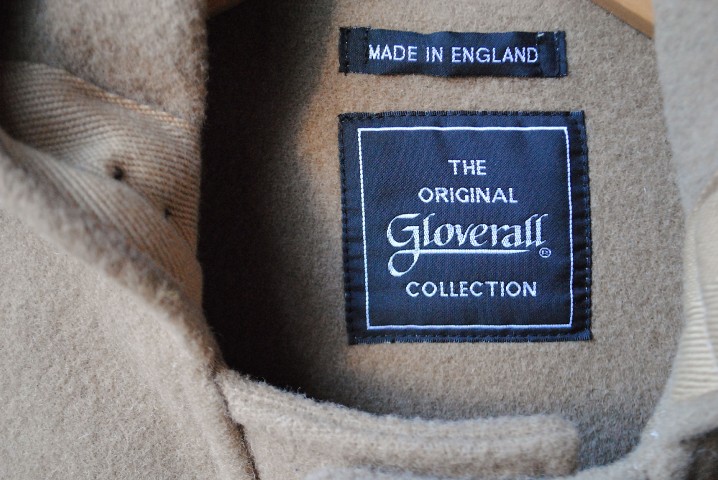 MADE IN ENGLAND
THE
ORIGINAL
Gloverall®
COLLECTION